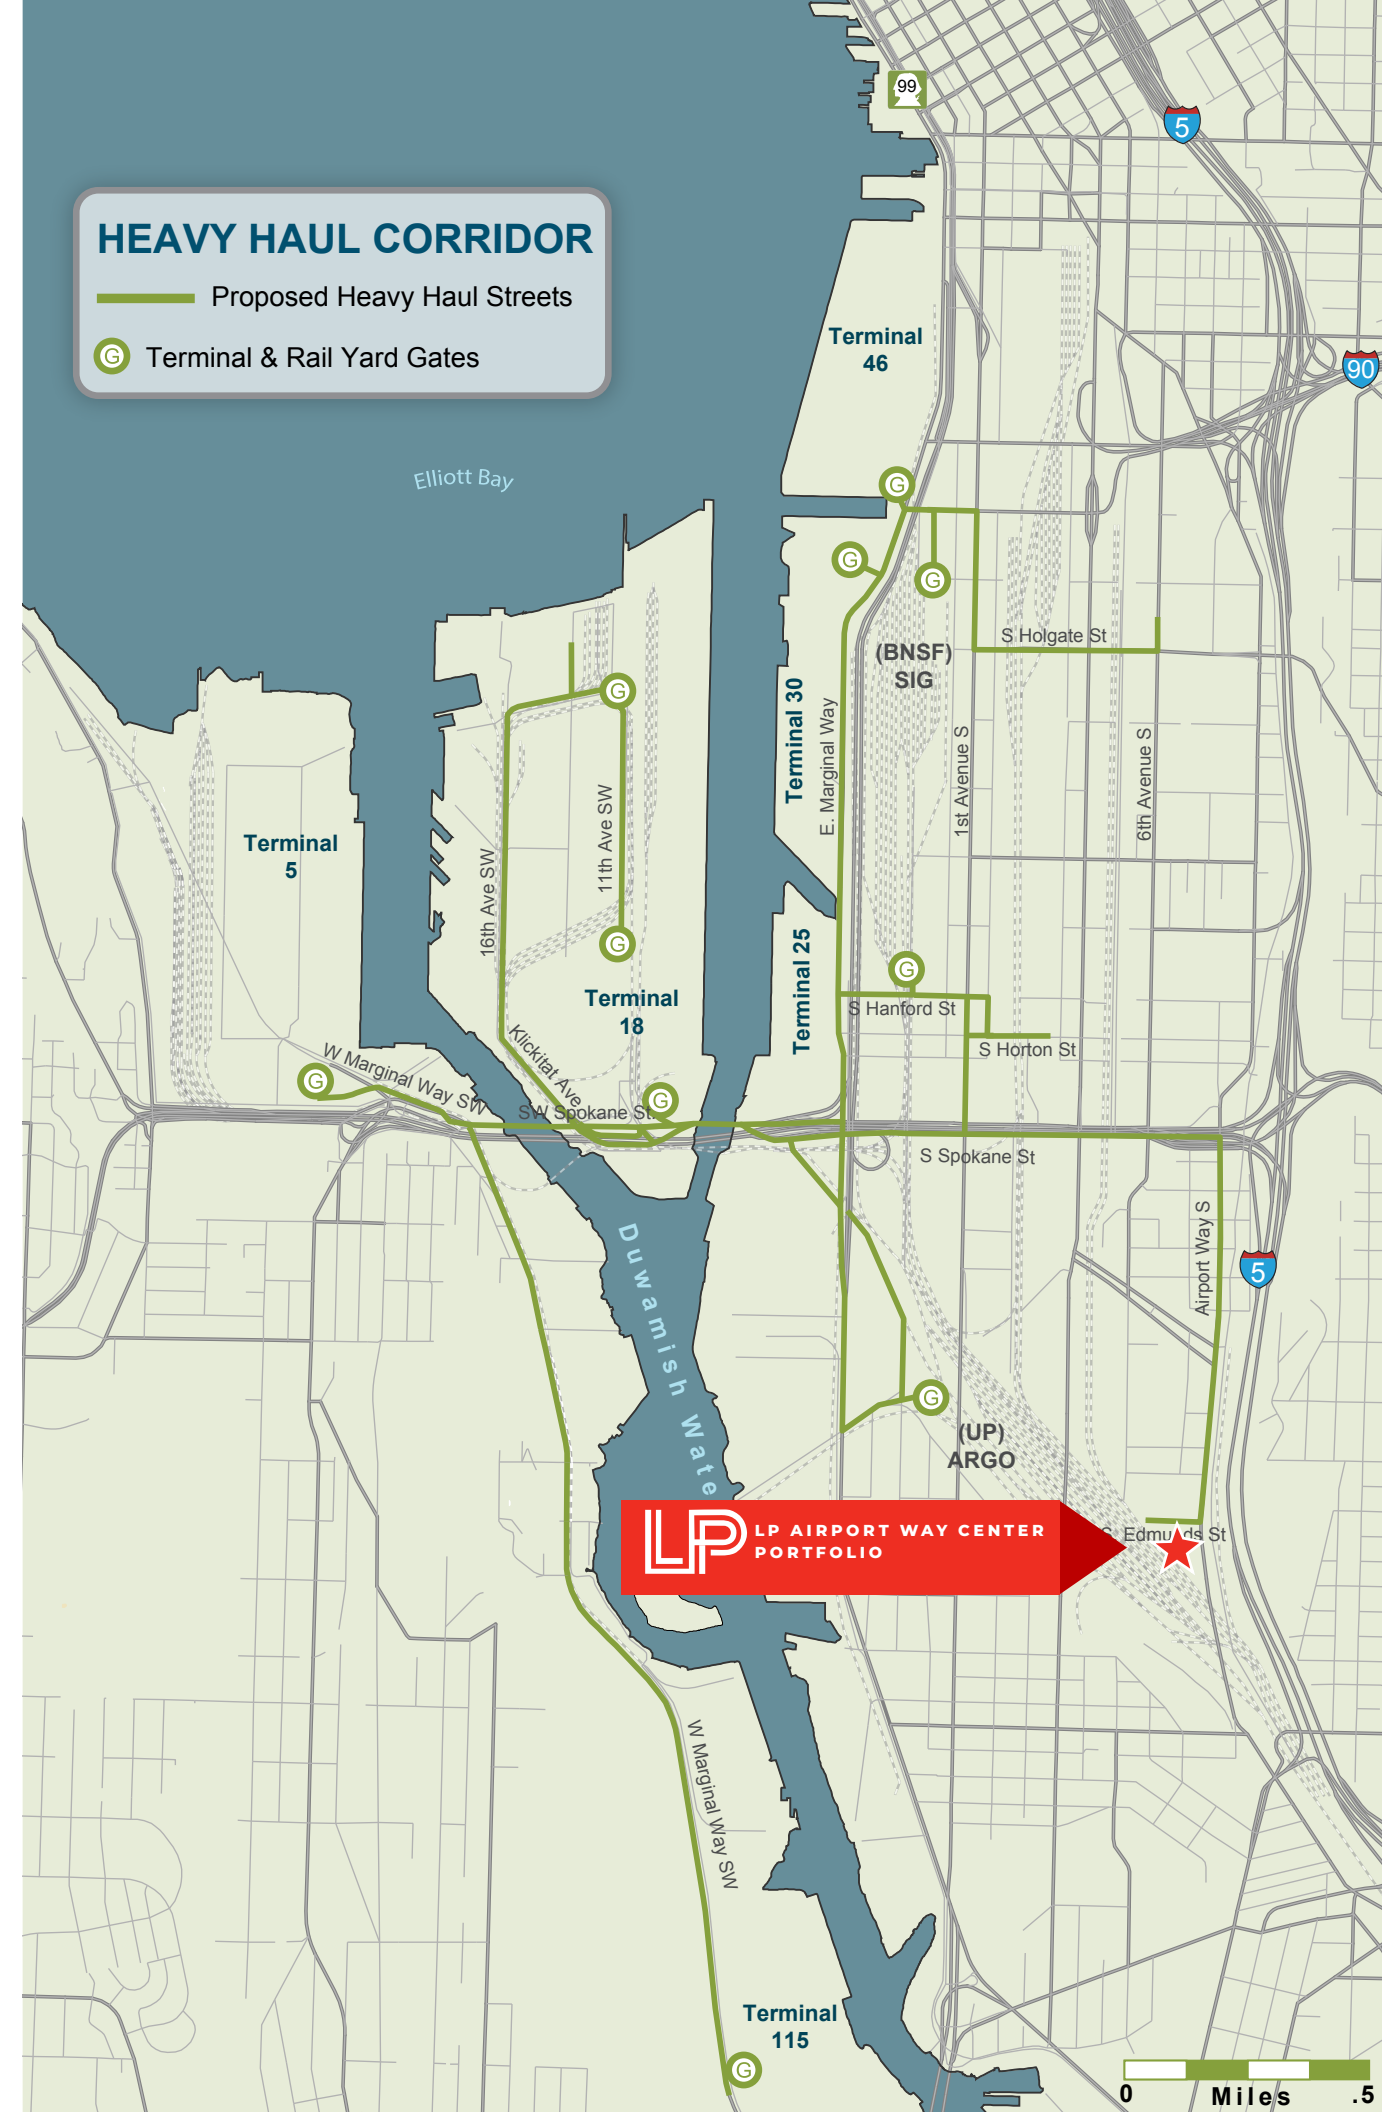 99
5
HEAVY HAUL CORRIDOR
Proposed Heavy Haul Streets
G
Terminal & Rail Yard Gates
Terminal
46
90
Elliott Bay
G
G
G
S Holgate St
(BNSF)
SIG
G
Terminal 30
E. Marginal Way
1st Avenue S
6th Avenue S
Terminal
5
11th Ave SW
16th Ave SW
G
G
Terminal 25
Terminal
18
S Hanford St
S Horton St
Klickitat Ave
W Marginal Way SW
G
G
SW Spokane St.
S Spokane St
Airport Way S
5
Duwamish Wate
G
(UP)
ARGO
LP
LP AIRPORT WAY CENTER
PORTFOLIO
S. Edmunds St
W Marginal Way SW
Terminal
115
G
0 Miles .5